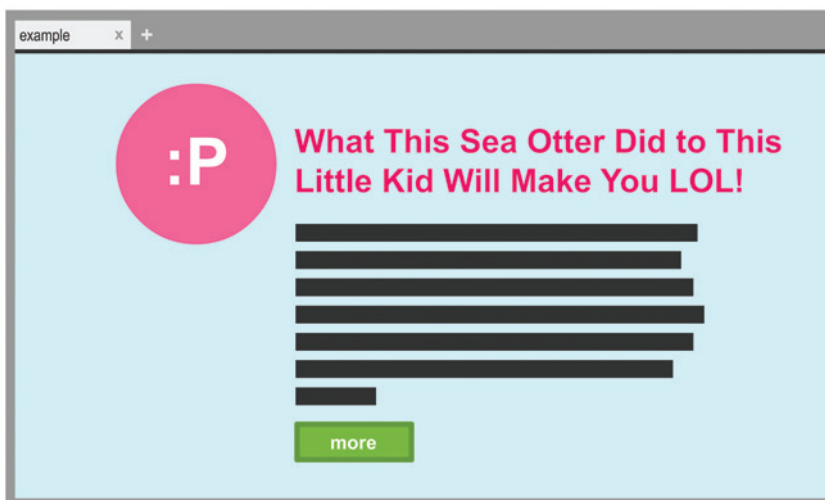 example x +
:P
What This Sea Otter Did to This
Little Kid Will Make You LOL!
more